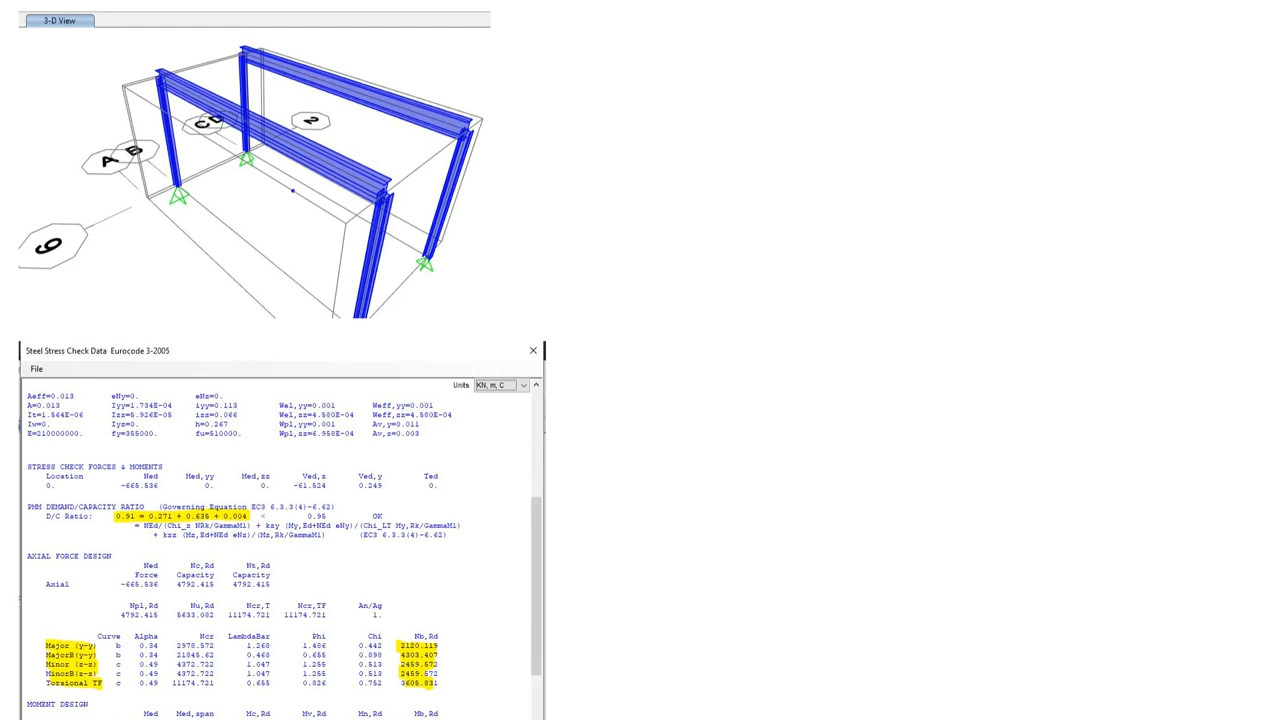 3-D View
C D
2
A B
6
Steel Stress Check Data Eurocode 3-2005
File
Units KN, m, C
Aeff=0.013 eNy=0. eNz=0.
A=0.013 Iyy=1.734E-04 iyy=0.113 Wel,yy=0.001 Weff,yy=0.001
It=1.564E-06 Izz=5.926E-05 izz=0.066 Wel,zz=4.580E-04 Weff,zz=4.580E-04
Iw=0. Iyz=0. h=0.267 Wpl,yy=0.001 Av,y=0.011
E=210000000. fy=355000. fu=510000. Wpl,zz=6.958E-04 Av,z=0.003
STRESS CHECK FORCES & MOMENTS
Location Ned Med,yy Med,zz Ved,z Ved,y Ted
0. -665.536 0. 0. -61.524 0.249 0.
PMM DEMAND/CAPACITY RATIO (Governing Equation EC3 6.3.3(4)-6.62)
D/C Ratio: 0.91 = 0.271 + 0.635 + 0.004 < 0.95 OK
= NEd/(Chi_z NRk/GammaM1) + kzy (My,Ed+NEd eNy)/(Chi_LT My,Rk/GammaM1)
+ kzz (Mz,Ed+NEd eNz)/(Mz,Rk/GammaM1) (EC3 6.3.3(4)-6.62)
AXIAL FORCE DESIGN
Ned Nc,Rd Nt,Rd
Force Capacity Capacity
Axial -665.536 4792.415 4792.415
Npl,Rd Nu,Rd Ncr,T Ncr,TF An/Ag
4792.415 5633.082 11174.721 11174.721 1.
Curve Alpha Ncr LambdaBar Phi Chi Nb,Rd
Major (y-y) b 0.34 2978.572 1.268 1.486 0.442 2120.119
MajorB(y-y) b 0.34 21845.62 0.468 0.655 0.898 4303.407
Minor (z-z) c 0.49 4372.722 1.047 1.255 0.513 2459.572
MinorB(z-z) c 0.49 4372.722 1.047 1.255 0.513 2459.572
Torsional TF c 0.49 11174.721 0.655 0.826 0.752 3605.831
MOMENT DESIGN
Med Med,span Mc,Rd Mv,Rd Mn,Rd Mb,Rd